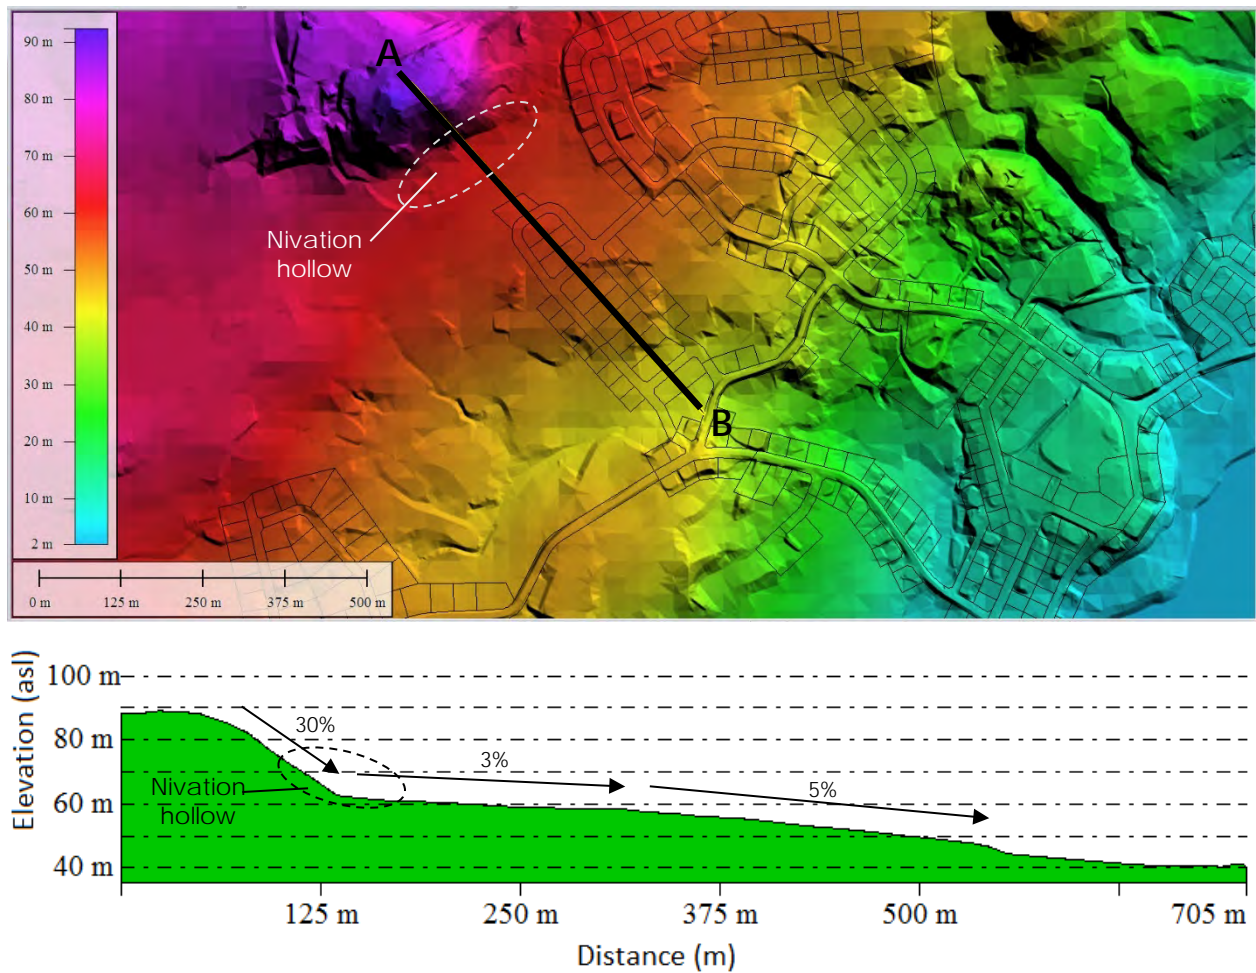 90 m
80 m
70 m
60 m
50 m
40 m
30 m
20 m
10 m
2 m
A
Nivation
hollow
B
0 m 125 m 250 m 375 m 500 m
Elevation (asl)
100 m
80 m
60 m
40 m
30%
3%
5%
Nivation
hollow
125 m 250 m 375 m 500 m 705 m
Distance (m)